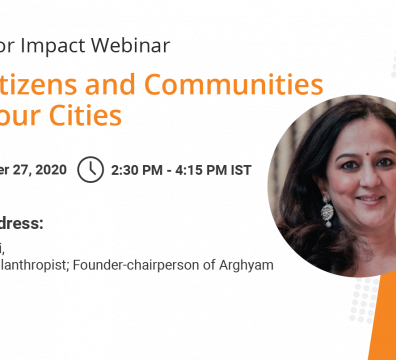 or Impact Webinar
tizens and Communities
our Cities
er 27, 2020 2:30 PM - 4:15 PM IST
dress:
i,
ilanthropist; Founder-chairperson of Arghyam